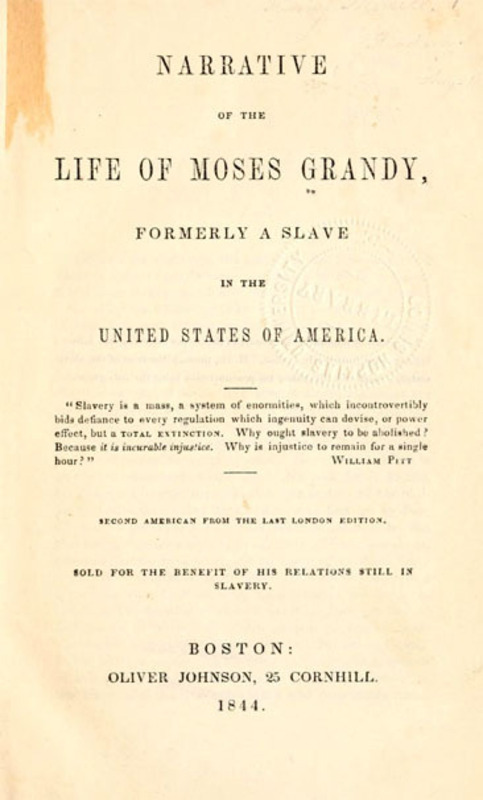 NARRATIVE
OF THE
LIFE OF MOSES GRANDY,
FORMERLY A SLAVE
IN THE
UNITED STATES OF AMERICA.
"Slavery is a mass, a system of enormities, which incontrovertibly
bids defiance to every regulation which ingenuity can devise, or power
effect, but a TOTAL EXTINCTION. Why ought slavery to be abolished?
Because it is incurable injustice. Why is injustice to remain for a single
hour?" WILLIAM PITT
SECOND AMERICAN FROM THE LAST LONDON EDITION.
SOLD FOR THE BENEFIT OF HIS RELATIONS STILL IN
SLAVERY.
BOSTON:
OLIVER JOHNSON, 25 CORNHILL.
1844.